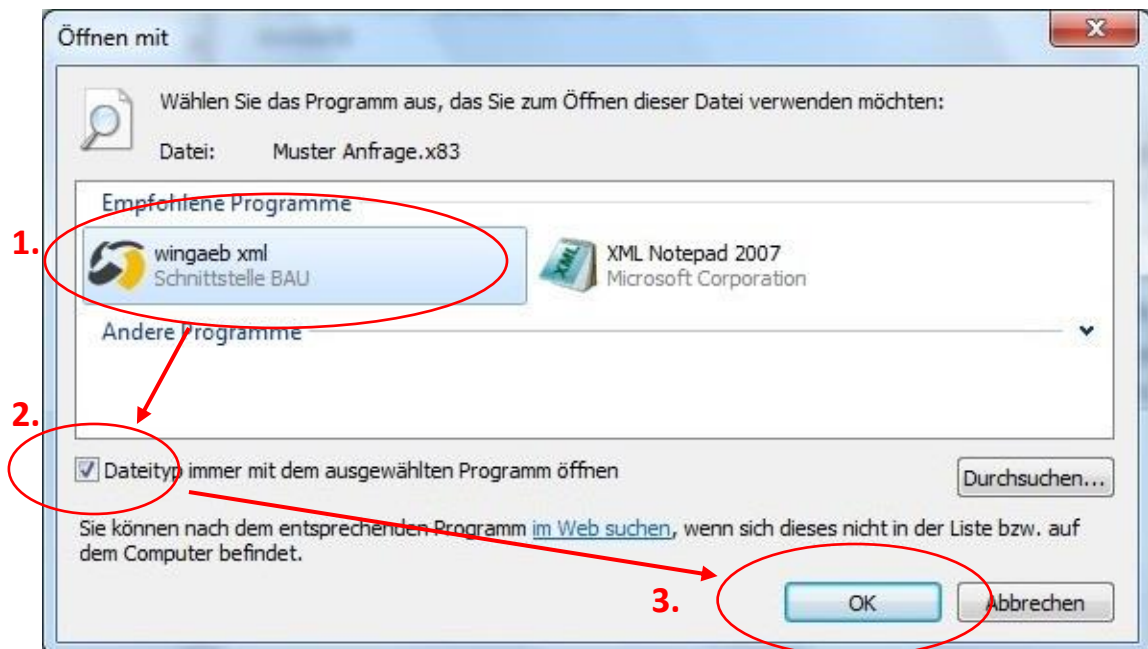 Öffnen mit
Wählen Sie das Programm aus, das Sie zum Öffnen dieser Datei verwenden möchten:
Datei: Muster Anfrage.x83
Empfohlene Programme
1.
wingaeb xml
Schnittstelle BAU
XML
XML Notepad 2007
Microsoft Corporation
Andere Programme
2.
Dateityp immer mit dem ausgewählten Programm öffnen
Durchsuchen...
Sie können nach dem entsprechenden Programm im Web suchen, wenn sich dieses nicht in der Liste bzw. auf
dem Computer befindet.
3.
OK
Abbrechen